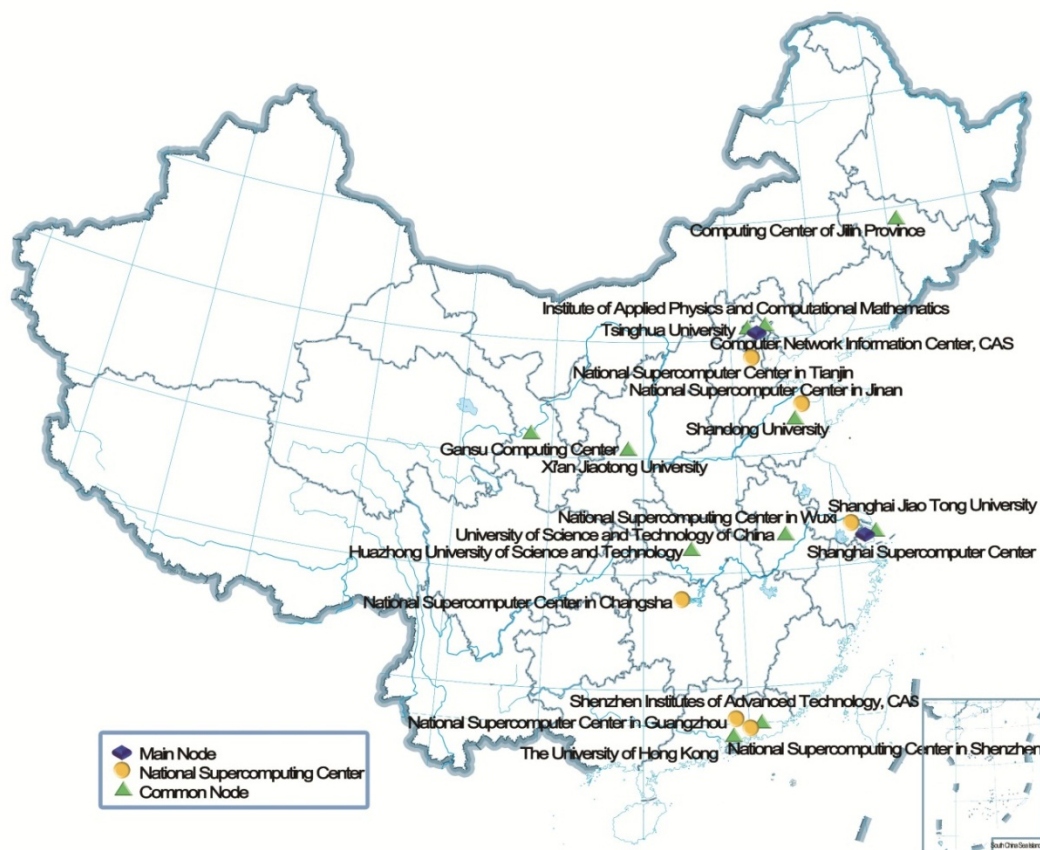 Computing Center of Jilin Province
Institute of Applied Physics and Computational Mathematics
Tsinghua University
Computer Network Information Center, CAS
National Supercomputer Center in Tianjin
National Supercomputer Center in Jinan
Shandong University
Gansu Computing Center
Xi'an Jiaotong University
Shanghai Jiao Tong University
National Supercomputing Center in Wuxi
University of Science and Technology of China
Huazhong University of Science and Technology
Shanghai Supercomputer Center
National Supercomputer Center in Changsha
Shenzhen Institutes of Advanced Technology, CAS
National Supercomputer Center in Guangzhou
The University of Hong Kong
National Supercomputing Center in Shenzhen
Main Node
National Supercomputing Center
Common Node
South China Sea Islands